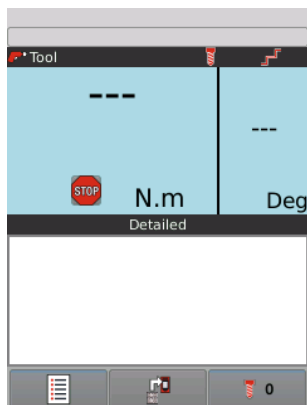 Tool
---
---
STOP
N.m
Deg
Detailed
0